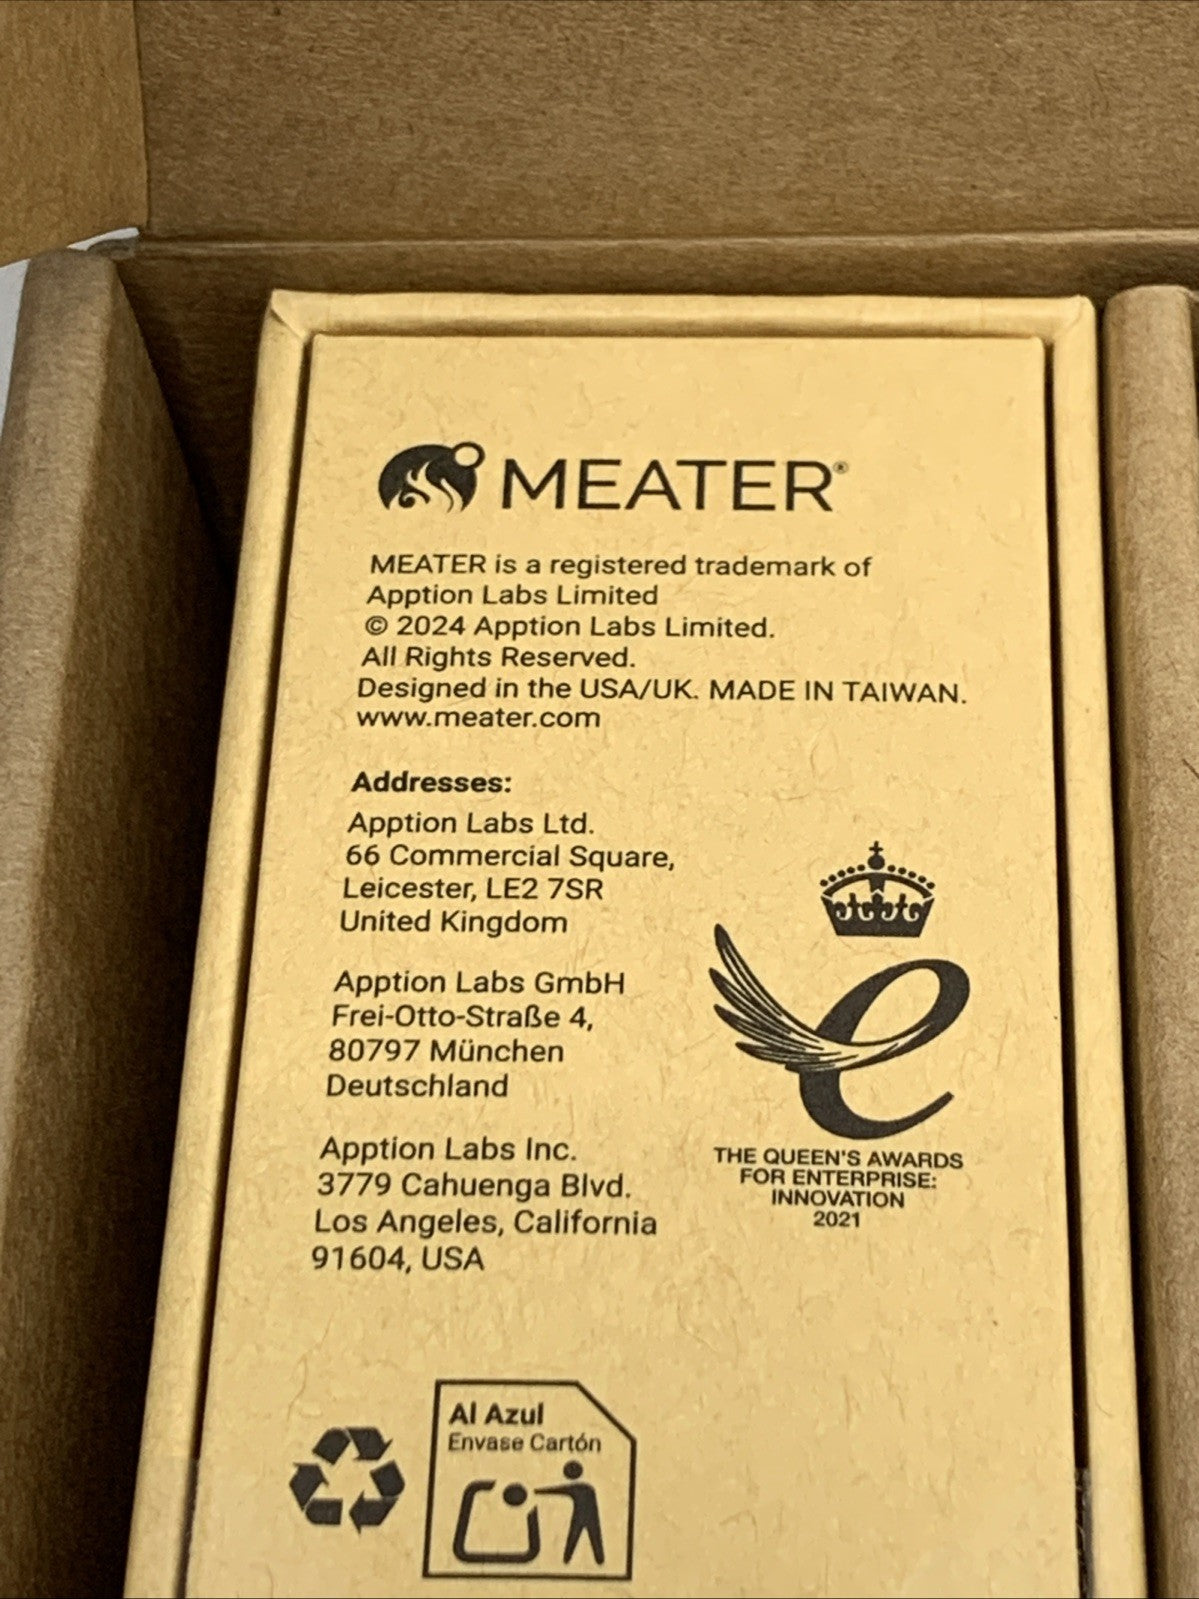 MEATER®
MEATER is a registered trademark of
Apption Labs Limited
© 2024 Apption Labs Limited.
All Rights Reserved.
Designed in the USA/UK. MADE IN TAIWAN.
www.meater.com
Addresses:
Apption Labs Ltd.
66 Commercial Square,
Leicester, LE2 7SR
United Kingdom
Apption Labs GmbH
Frei-Otto-Straße 4,
80797 München
Deutschland
Apption Labs Inc.
3779 Cahuenga Blvd.
Los Angeles, California
91604, USA
e
THE QUEEN'S AWARDS
FOR ENTERPRISE:
INNOVATION
2021
Al Azul
Envase Cartón